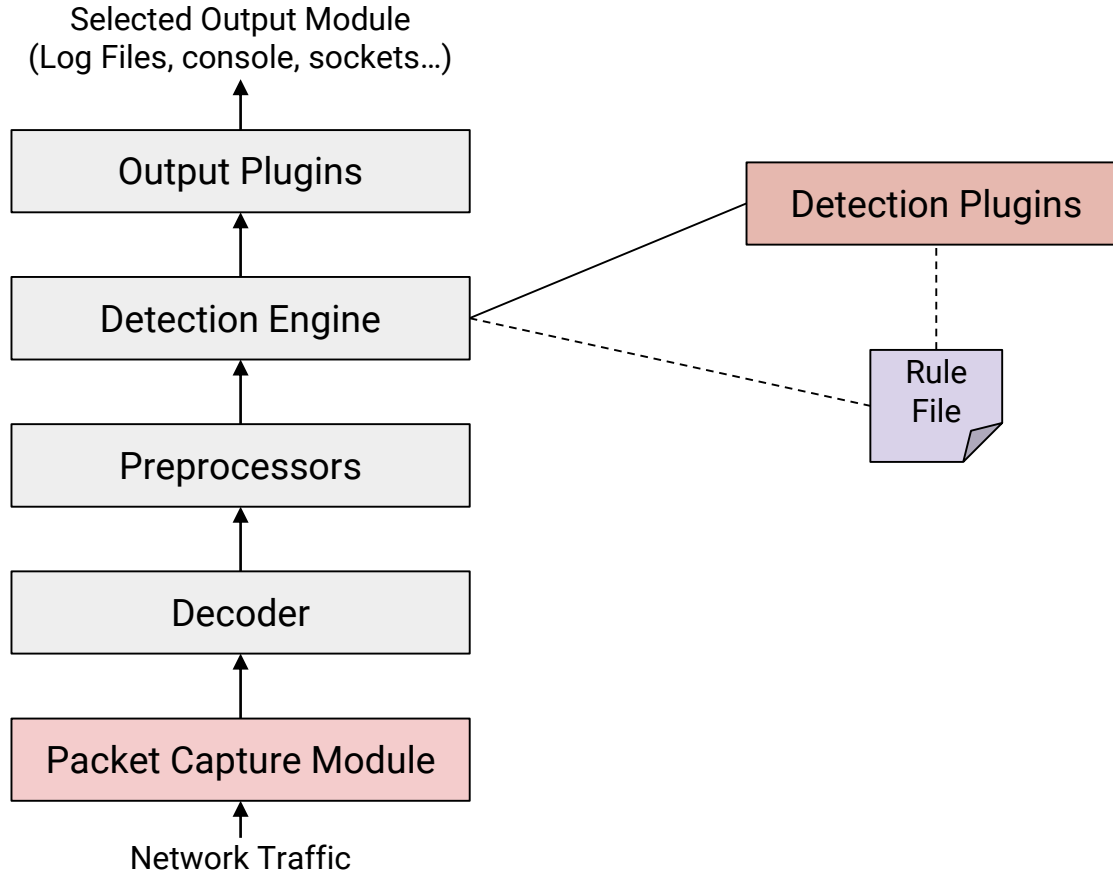 Selected Output Module
(Log Files, console, sockets…)
Output Plugins
Detection Plugins
Detection Engine
Rule
File
Preprocessors
Decoder
Packet Capture Module
Network Traffic